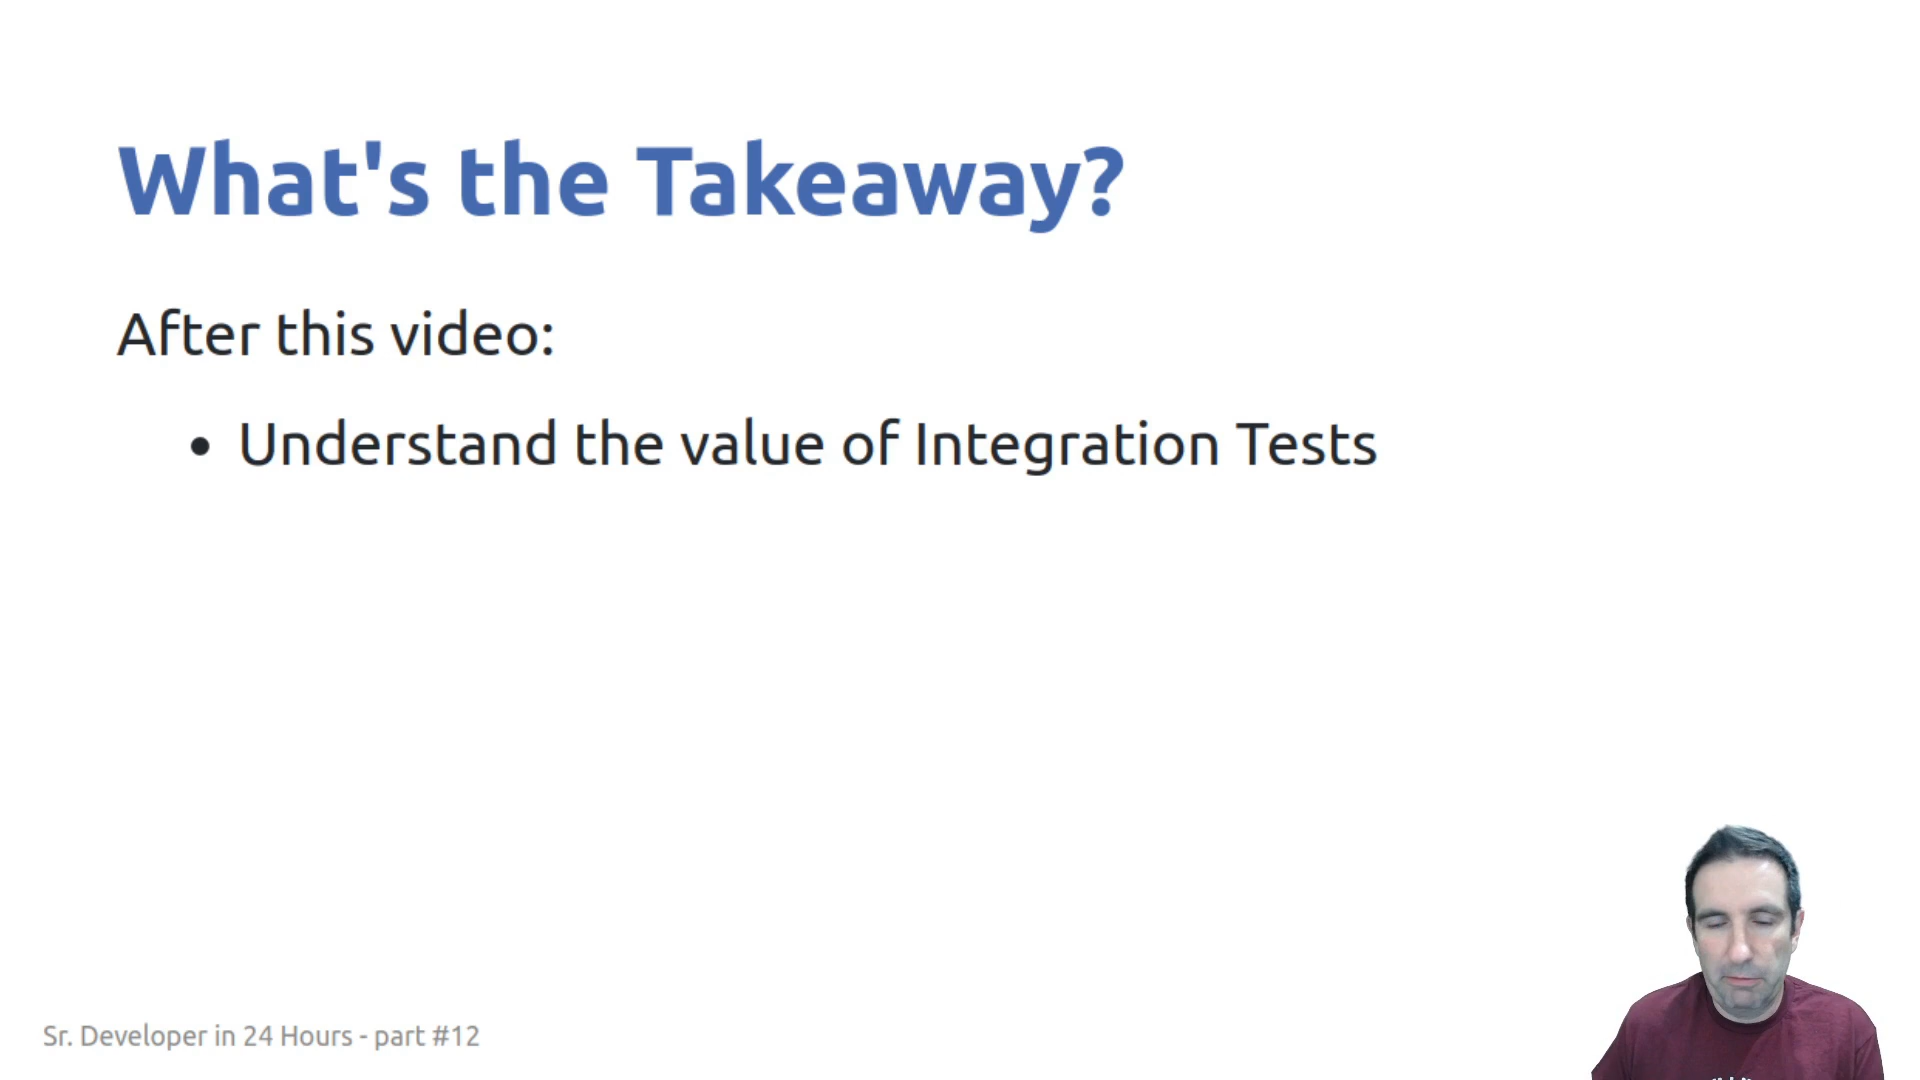 What's the Takeaway?
After this video:
• Understand the value of Integration Tests
Sr. Developer in 24 Hours - part #12